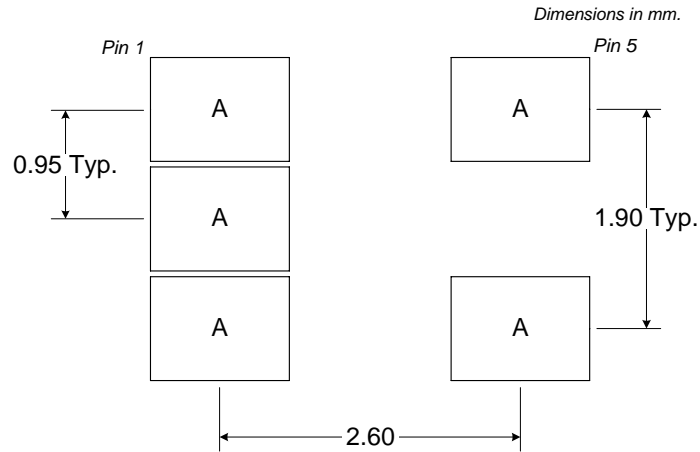 Dimensions in mm.
Pin 1
Pin 5
A
A
0.95 Typ.
A
1.90 Typ.
A
A
2.60